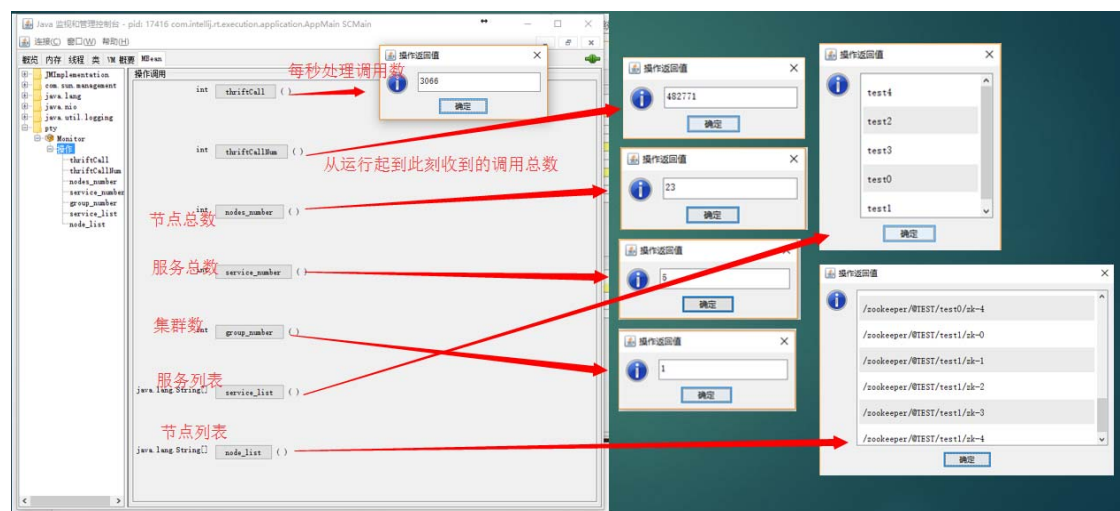 Java 监视和管理控制台 - pid: 17416 com.intellij.rt.execution.application.AppMain SCMain
连接(C) 窗口(W) 帮助(H)
概览 内存 线程 类 VM 概要 MBean
JMImplementation
com.sun.management
java.lang
java.nio
java.util.logging
pty
Monitor
操作
thriftCall
thriftCallNum
nodes_number
service_number
group_number
service_list
node_list
操作调用
每秒处理调用数
int thriftCall ( )
int thriftCallNum ( )
从运行起到此刻收到的调用总数
节点总数
int nodes_number ( )
服务总数
int service_number ( )
集群数
int group_number ( )
服务列表
java.lang.String[] service_list ( )
节点列表
java.lang.String[] node_list ( )
操作返回值
3066
确定
操作返回值
482771
确定
操作返回值
23
确定
操作返回值
5
确定
操作返回值
1
确定
操作返回值
test4
test2
test3
test0
test1
确定
操作返回值
/zookeeper/@TEST/test0/zk-4
/zookeeper/@TEST/test1/zk-0
/zookeeper/@TEST/test1/zk-1
/zookeeper/@TEST/test1/zk-2
/zookeeper/@TEST/test1/zk-3
/zookeeper/@TEST/test1/zk-4
确定